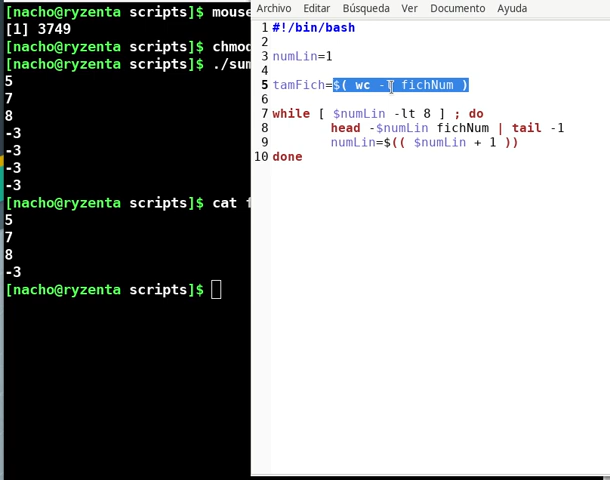 [nacho@ryzenta scripts]$ mouse
[1] 3749
[nacho@ryzenta scripts]$ chmod
[nacho@ryzenta scripts]$ ./sum
5
7
8
-3
-3
-3
-3
[nacho@ryzenta scripts]$ cat f
5
7
8
-3
[nacho@ryzenta scripts]$
Archivo Editar Búsqueda Ver Documento Ayuda
1 #!/bin/bash
2
3 numLin=1
4
5 tamFich=$( wc -l fichNum )
6
7 while [ $numLin -lt 8 ] ; do
8 head -$numLin fichNum | tail -1
9 numLin=$(( $numLin + 1 ))
10 done